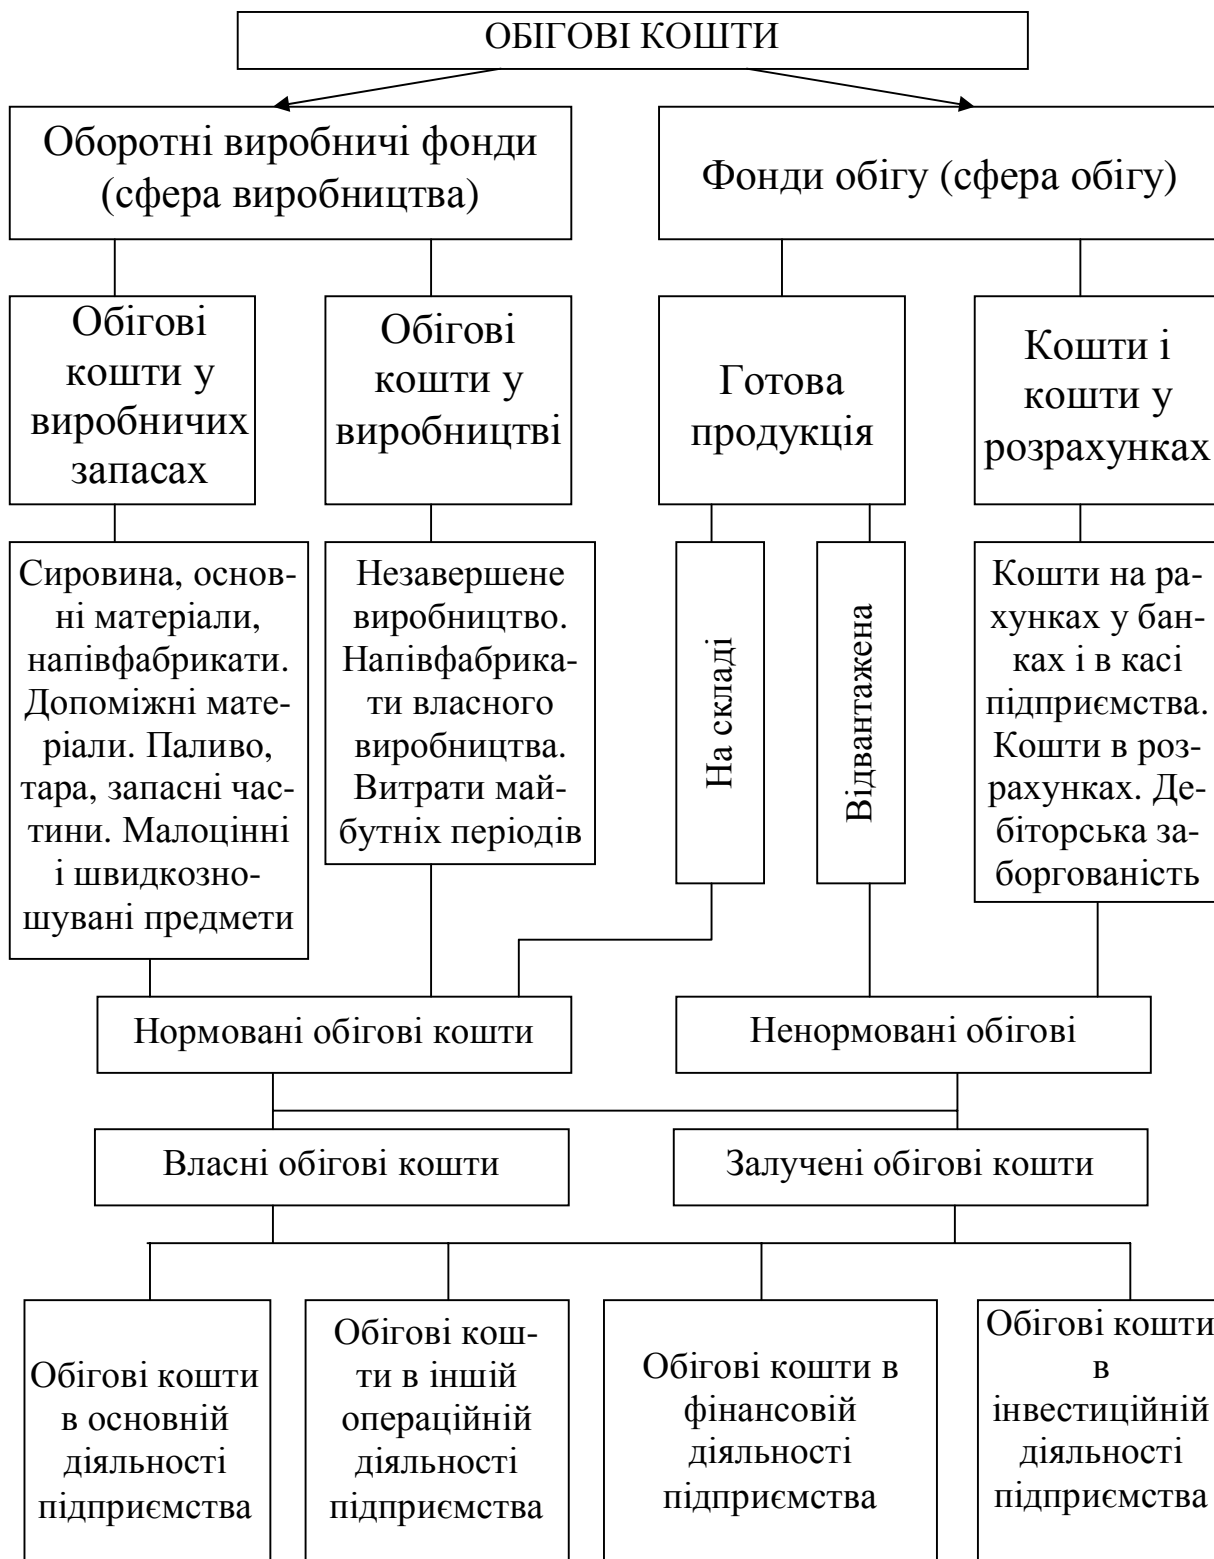 ОБІГОВІ КОШТИ
Оборотні виробничі фонди
(сфера виробництва)
Фонди обігу (сфера обігу)
Обігові
кошти у
виробничих
запасах
Обігові
кошти у
виробництві
Готова
продукція
Кошти і
кошти у
розрахунках
Сировина, основ-
ні матеріали,
напівфабрикати.
Допоміжні мате-
ріали. Паливо,
тара, запасні час-
тини. Малоцінні
і швидкозно-
шувані предмети
Незавершене
виробництво.
Напівфабрика-
ти власного
виробництва.
Витрати май-
бутніх періодів
На складі
Відвантажена
Кошти на ра-
хунках у бан-
ках і в касі
підприємства.
Кошти в роз-
рахунках. Де-
біторська за-
боргованість
Нормовані обігові кошти
Ненормовані обігові
Власні обігові кошти
Залучені обігові кошти
Обігові кошти
в основній
діяльності
підприємства
Обігові кош-
ти в іншій
операційній
діяльності
підприємства
Обігові кошти в
фінансовій
діяльності
підприємства
Обігові кошти
в
інвестиційній
діяльності
підприємства